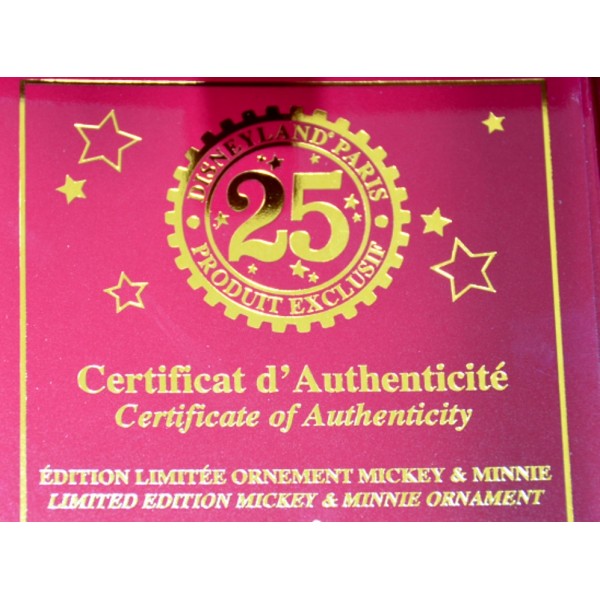 DISNEYLAND® PARIS
25
PRODUIT EXCLUSIF
Certificat d'Authenticité
Certificate of Authenticity
ÉDITION LIMITÉE ORNEMENT MICKEY & MINNIE
LIMITED EDITION MICKEY & MINNIE ORNAMENT